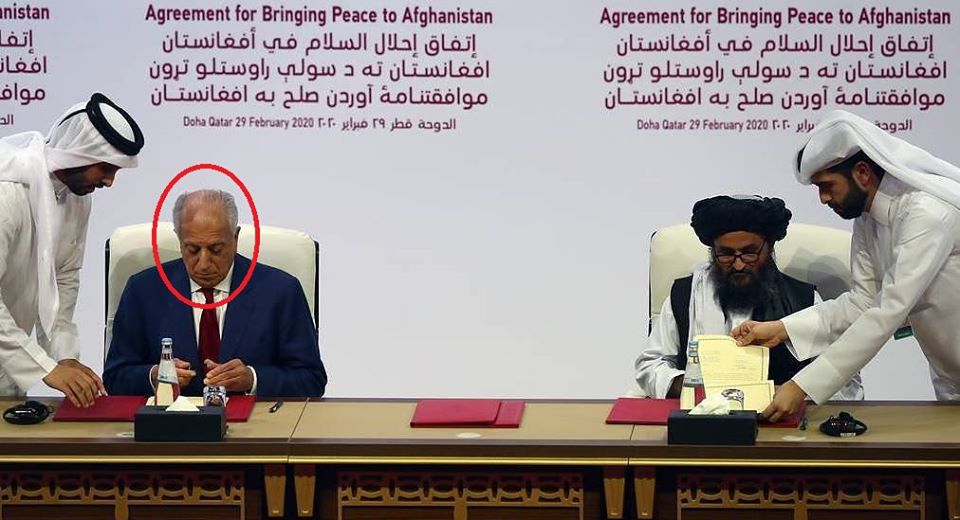 Agreement for Bringing Peace to Afghanistan
إتفاق إحلال السلام في أفغانستان
افغانستان ته د سولې راوستلو تړون
موافقتنامهٔ آوردن صلح به افغانستان
Doha Qatar 29 February 2020 الدوحة قطر ٢٩ فبراير ٢٠٢٠
Agreement for Bringing Peace to Afghanistan
إتفاق إحلال السلام في أفغانستان
افغانستان ته د سولې راوستلو تړون
موافقتنامهٔ آوردن صلح به افغانستان
Doha Qatar 29 February 2020 الدوحة ٢٠٢٠